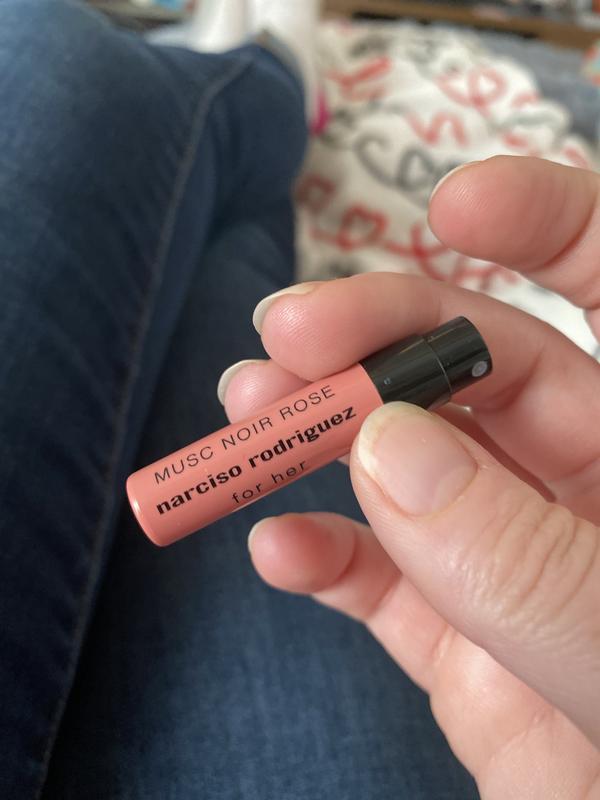 MUSC NOIR ROSE
narciso rodriguez
for her